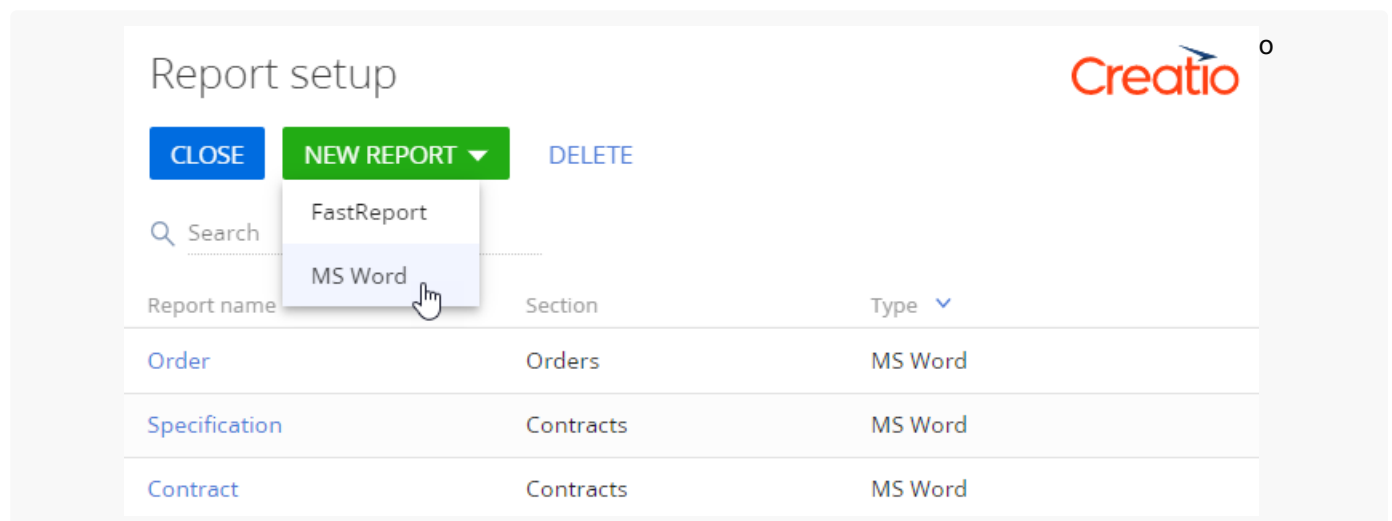 Report setup
Creatio
o
CLOSE NEW REPORT DELETE
FastReport
Search
MS Word
Report name Section Type
Order Orders MS Word
Specification Contracts MS Word
Contract Contracts MS Word